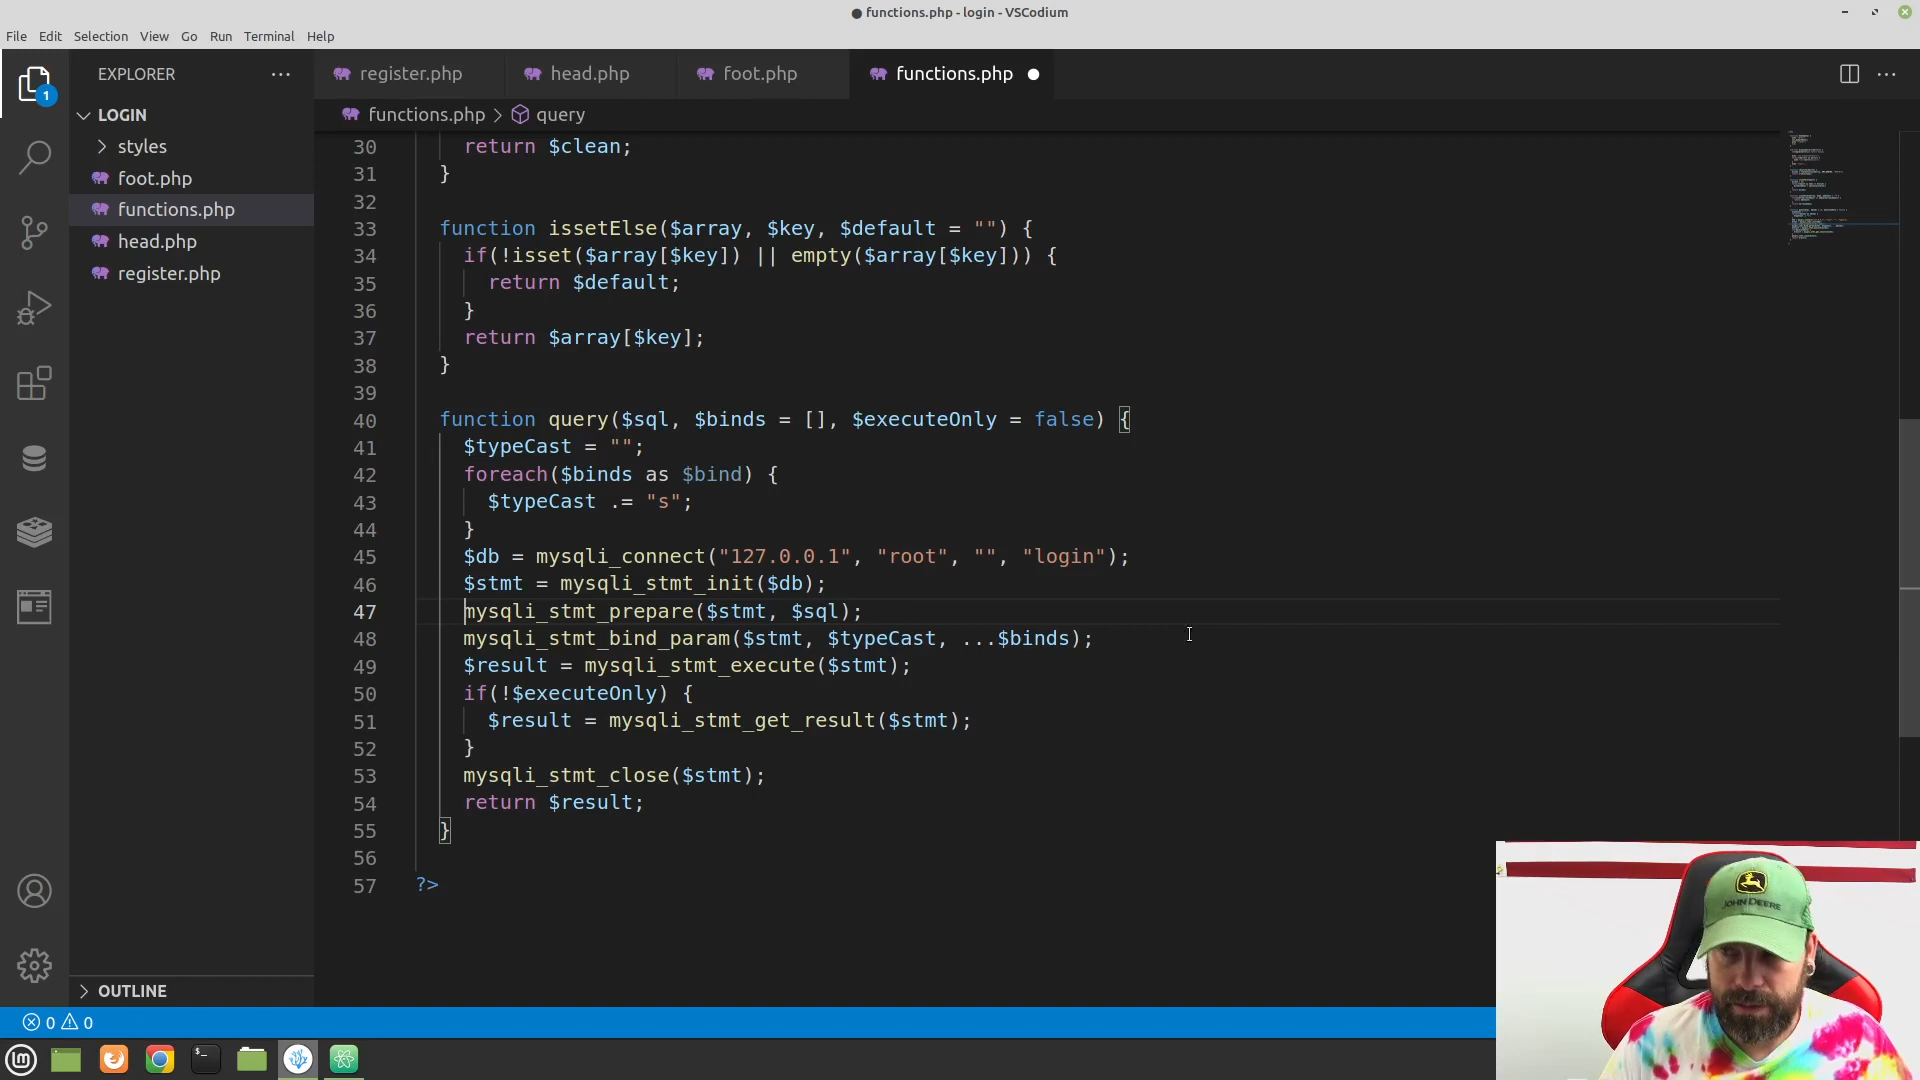 ● functions.php - login - VSCodium
File Edit Selection View Go Run Terminal Help
EXPLORER
register.php head.php foot.php functions.php
1
LOGIN
functions.php > query
styles
foot.php
functions.php
head.php
register.php
30 return $clean;
31 }
32
33 function issetElse($array, $key, $default = "") {
34 if(!isset($array[$key]) || empty($array[$key])) {
35 return $default;
36 }
37 return $array[$key];
38 }
39
40 function query($sql, $binds = [], $executeOnly = false) {
41 $typeCast = "";
42 foreach($binds as $bind) {
43 $typeCast .= "s";
44 }
45 $db = mysqli_connect("127.0.0.1", "root", "", "login");
46 $stmt = mysqli_stmt_init($db);
47 mysqli_stmt_prepare($stmt, $sql);
48 mysqli_stmt_bind_param($stmt, $typeCast, ...$binds);
49 $result = mysqli_stmt_execute($stmt);
50 if(!$executeOnly) {
51 $result = mysqli_stmt_get_result($stmt);
52 }
53 mysqli_stmt_close($stmt);
54 return $result;
55 }
56
57 ?>
OUTLINE
0 0
JOHN DEERE